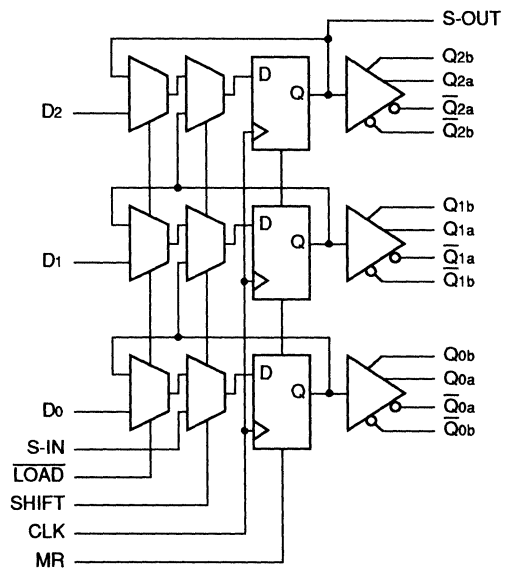 S-OUT
Q2b
Q2a
D Q
D2
Q̅2a
Q̅2b
Q1b
D
Q1a
Q
D1
Q̅1a
Q̅1b
Q0b
D
Q0a
Q
D0
Q̅0a
Q̅0b
S-IN
L̅O̅A̅D̅
SHIFT
CLK
MR